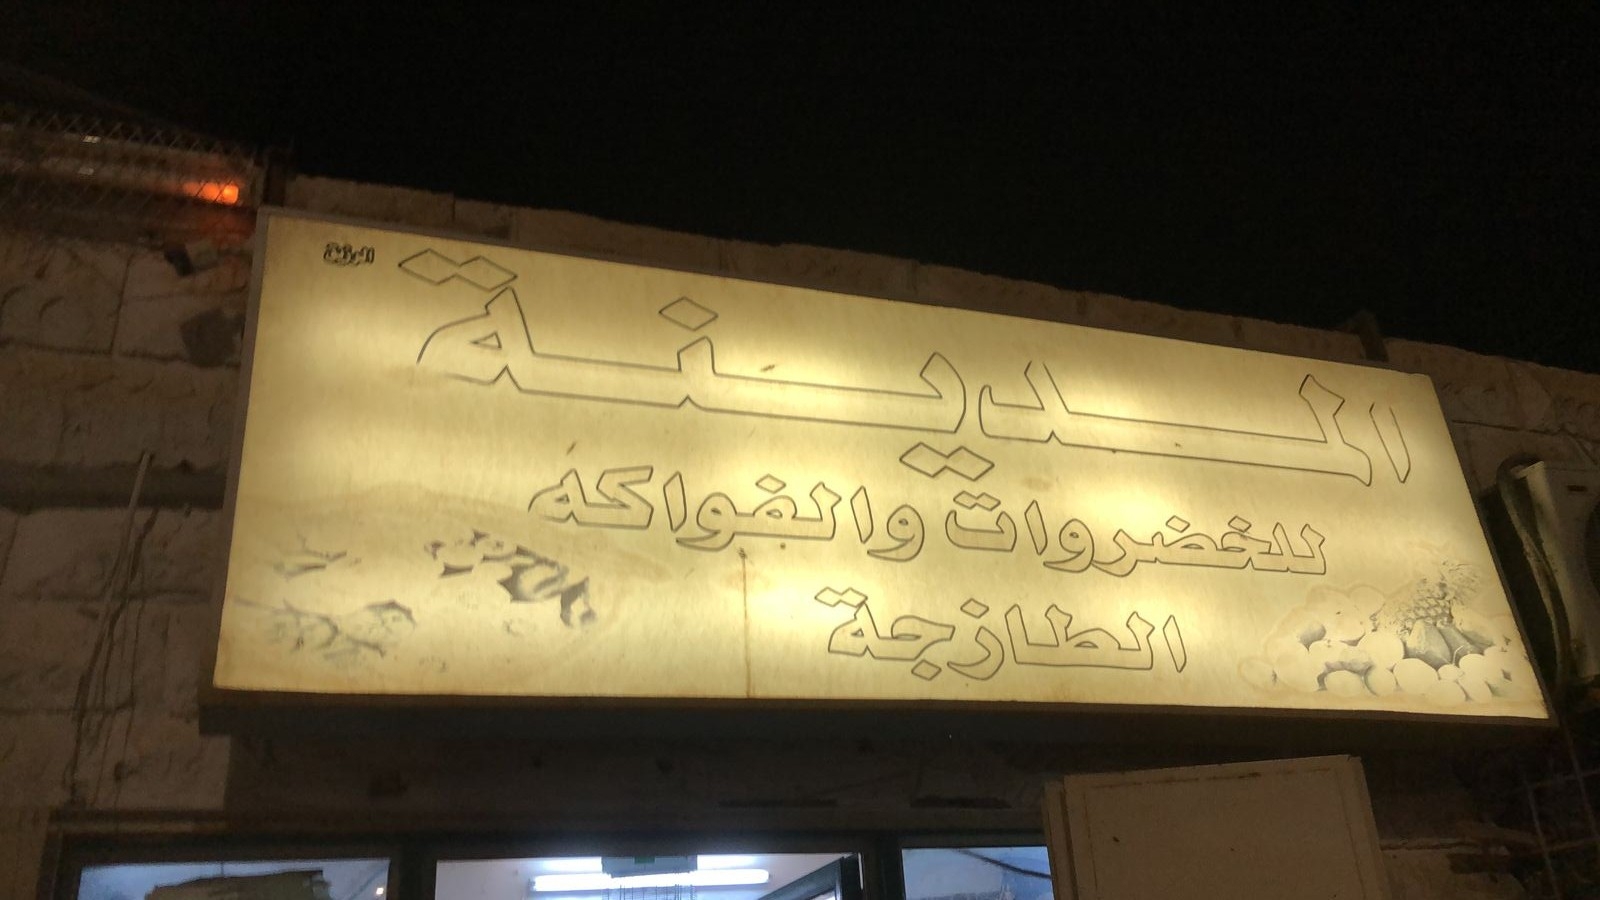 المدينة
للخضروات والفواكه
الطازجة